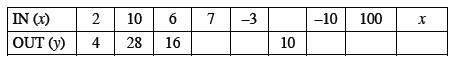 IN (x) 2 10 6 7 –3 –10 100 x
OUT (y) 4 28 16 10